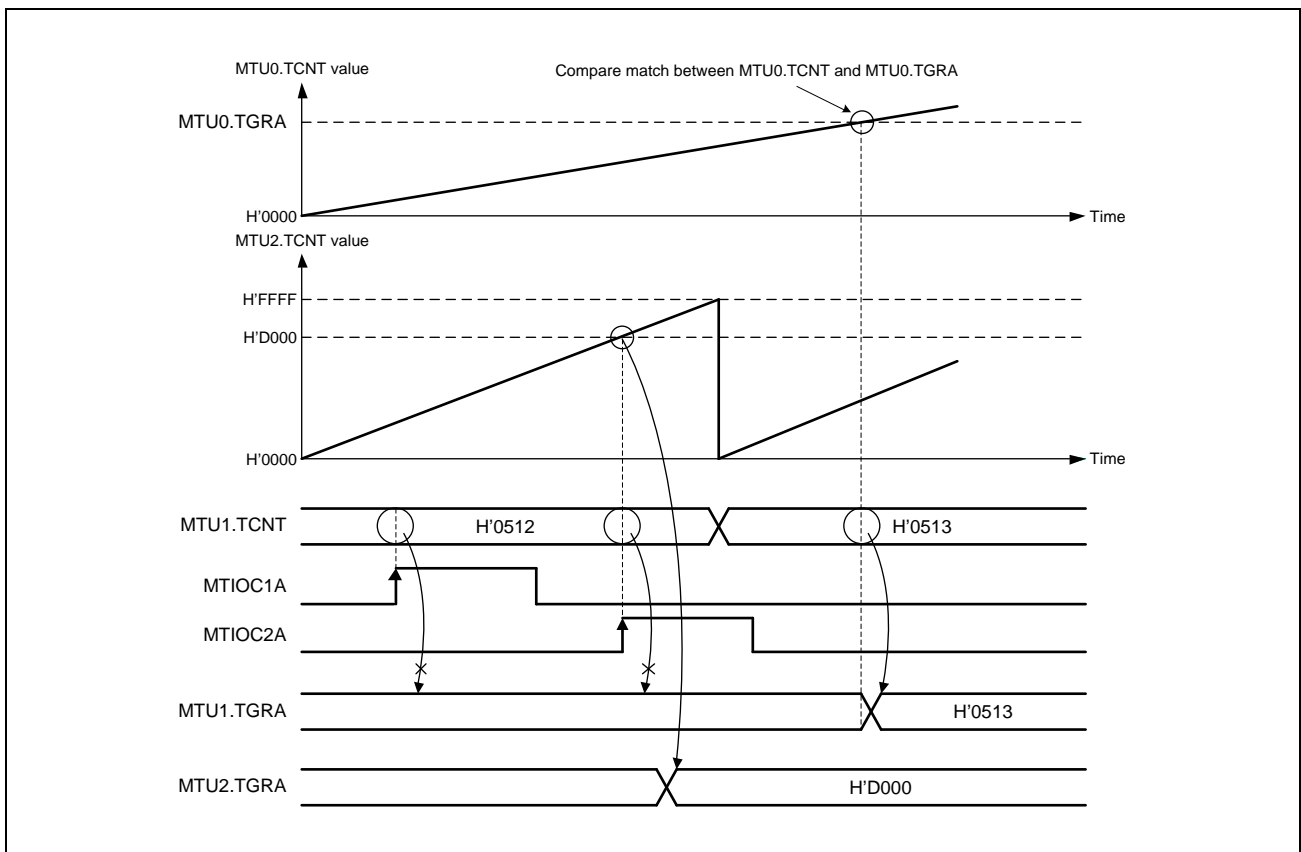 MTU0.TCNT value
Compare match between MTU0.TCNT and MTU0.TGRA
MTU0.TGRA
H'0000
Time
MTU2.TCNT value
H'FFFF
H'D000
H'0000
Time
MTU1.TCNT
H'0512
H'0513
MTIOC1A
MTIOC2A
MTU1.TGRA
H'0513
MTU2.TGRA
H'D000